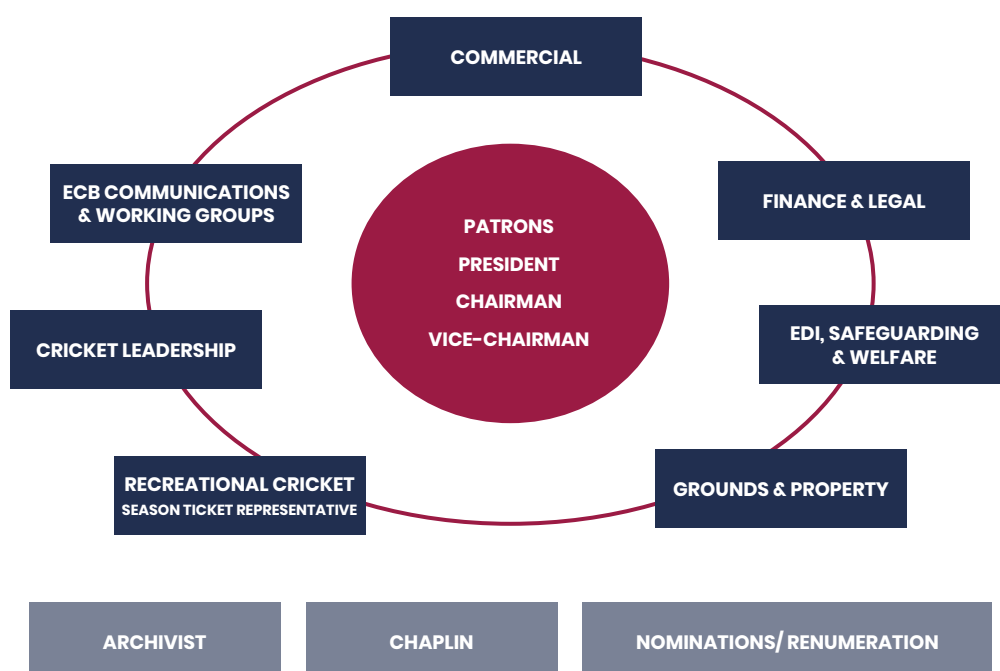 COMMERCIAL
ECB COMMUNICATIONS
& WORKING GROUPS
FINANCE & LEGAL
PATRONS
PRESIDENT
CHAIRMAN
VICE-CHAIRMAN
CRICKET LEADERSHIP
EDI, SAFEGUARDING
& WELFARE
RECREATIONAL CRICKET
SEASON TICKET REPRESENTATIVE
GROUNDS & PROPERTY
ARCHIVIST
CHAPLIN
NOMINATIONS/ RENUMERATION